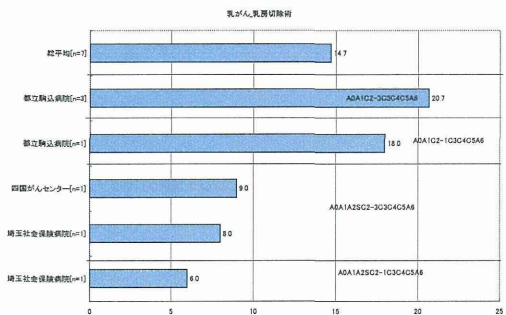 乳がん_乳房切除術
総平均[n=7]
14.7
都立駒込病院[n=3]
A0A1C2-3C3C4C5A6
20.7
都立駒込病院[n=1]
18.0
A0A1C2-1C3C4C5A6
四国がんセンター[n=1]
9.0
A0A1A2SC2-3C3C4C5A6
埼玉社会保険病院[n=1]
8.0
埼玉社会保険病院[n=1]
6.0
A0A1A2SC2-1C3C4C5A6
0 5 10 15 20 25